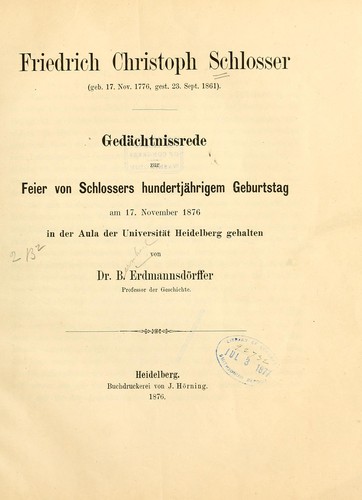 Friedrich Christoph Schlosser
(geb. 17. Nov. 1776, gest. 23. Sept. 1861).
Gedächtnissrede
zur
Feier von Schlossers hundertjährigem Geburtstag
am 17. November 1876
in der Aula der Universität Heidelberg gehalten
von
Dr. B. Erdmannsdörffer
Professor der Geschichte.
Heidelberg.
Buchdruckerei von J. Hörning.
1876.